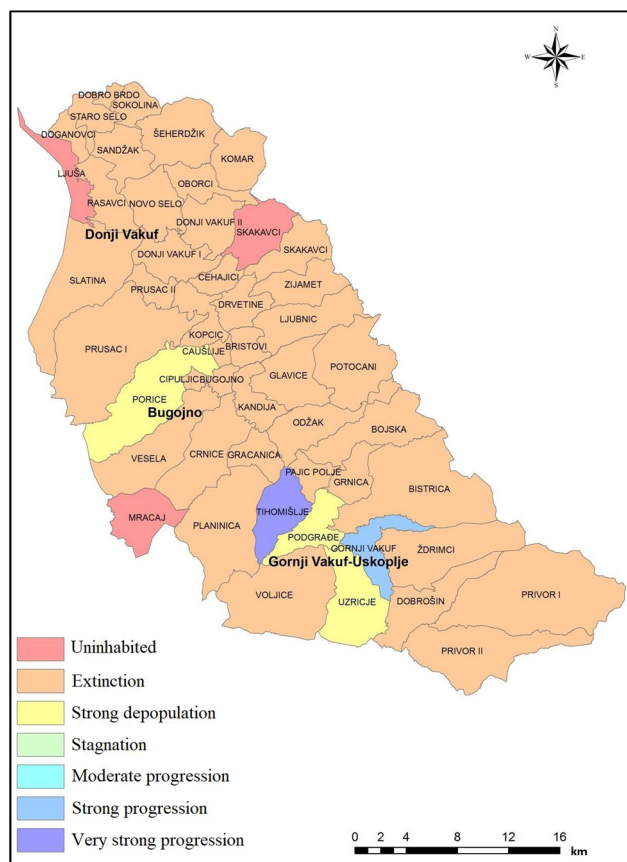 N
W E
S
DOBRO BRDO
SOKOLINA
STARO SELO
DOGANOVCI
SANDŽAK
ŠEHERDŽIK
KOMAR
LJUŠA
OBORCI
RASAVCI
NOVO SELO
DONJI VAKUF II
SKAKAVCI
Donji Vakuf
SKAKAVCI
DONJI VAKUF I
SLATINA
CEHAJICI
ZIJAMET
PRUSAC II
DRVETINE
LJUBNIC
KOPCIC
PRUSAC I
CAUŠLIJE
BRISTOVI
POTOCANI
GLAVICE
CIPULJIC
BUGOJNO
PORICE
KANDIJA
Bugojno
ODŽAK
BOJSKA
VESELA
CRNICE
GRACANICA
PAJIC POLJE
GRNICA
BISTRICA
TIHOMIŠLJE
MRACAJ
PLANINICA
PODGRAĐE
GORNJI VAKUF
ŽDRIMCI
Gornji Vakuf-Uskoplje
VOLJICE
UZRICJE
DOBROŠIN
PRIVOR I
PRIVOR II
Uninhabited
Extinction
Strong depopulation
Stagnation
Moderate progression
Strong progression
Very strong progression
0 2 4 8 12 16
km